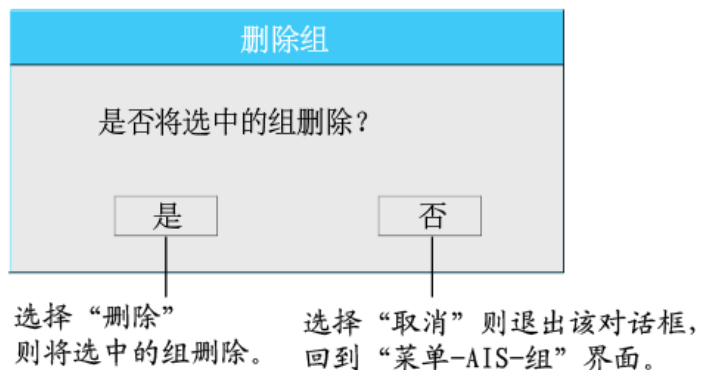 删除组
是否将选中的组删除？
是
否
选择“删除”
则将选中的组删除。
选择“取消”则退出该对话框，
回到“菜单-AIS-组”界面。